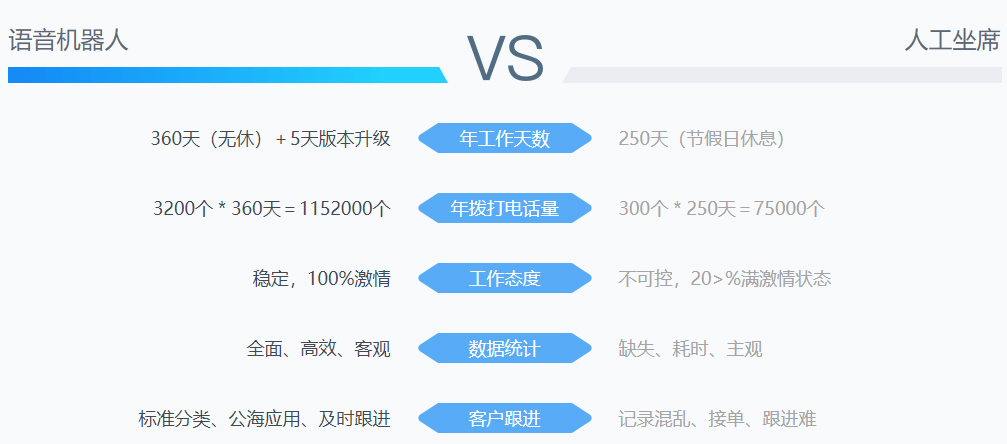 语音机器人
VS
人工坐席
360天（无休）+5天版本升级
年工作天数
250天（节假日休息）
3200个 * 360天=1152000个
年拨打电话量
300个 * 250天=75000个
稳定，100%激情
工作态度
不可控，20>%满激情状态
全面、高效、客观
数据统计
缺失、耗时、主观
标准分类、公海应用、及时跟进
客户跟进
记录混乱、接单、跟进难